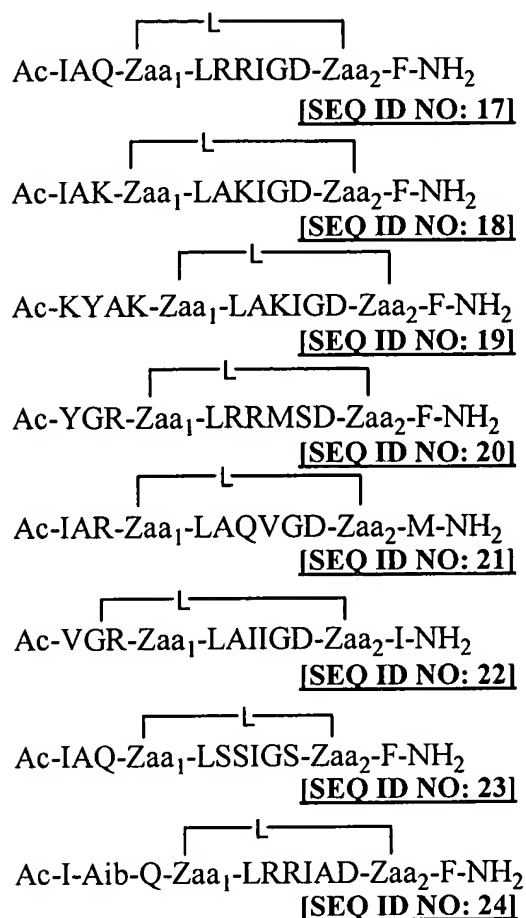 L
Ac-IAQ-Zaa₁-LRRIGD-Zaa₂-F-NH₂
[SEQ ID NO: 17]
L
Ac-IAK-Zaa₁-LAKIGD-Zaa₂-F-NH₂
[SEQ ID NO: 18]
L
Ac-KYAK-Zaa₁-LAKIGD-Zaa₂-F-NH₂
[SEQ ID NO: 19]
L
Ac-YGR-Zaa₁-LRRMSD-Zaa₂-F-NH₂
[SEQ ID NO: 20]
L
Ac-IAR-Zaa₁-LAQVGD-Zaa₂-M-NH₂
[SEQ ID NO: 21]
L
Ac-VGR-Zaa₁-LAIIGD-Zaa₂-I-NH₂
[SEQ ID NO: 22]
L
Ac-IAQ-Zaa₁-LSSIGS-Zaa₂-F-NH₂
[SEQ ID NO: 23]
L
Ac-I-Aib-Q-Zaa₁-LRRIAD-Zaa₂-F-NH₂
[SEQ ID NO: 24]